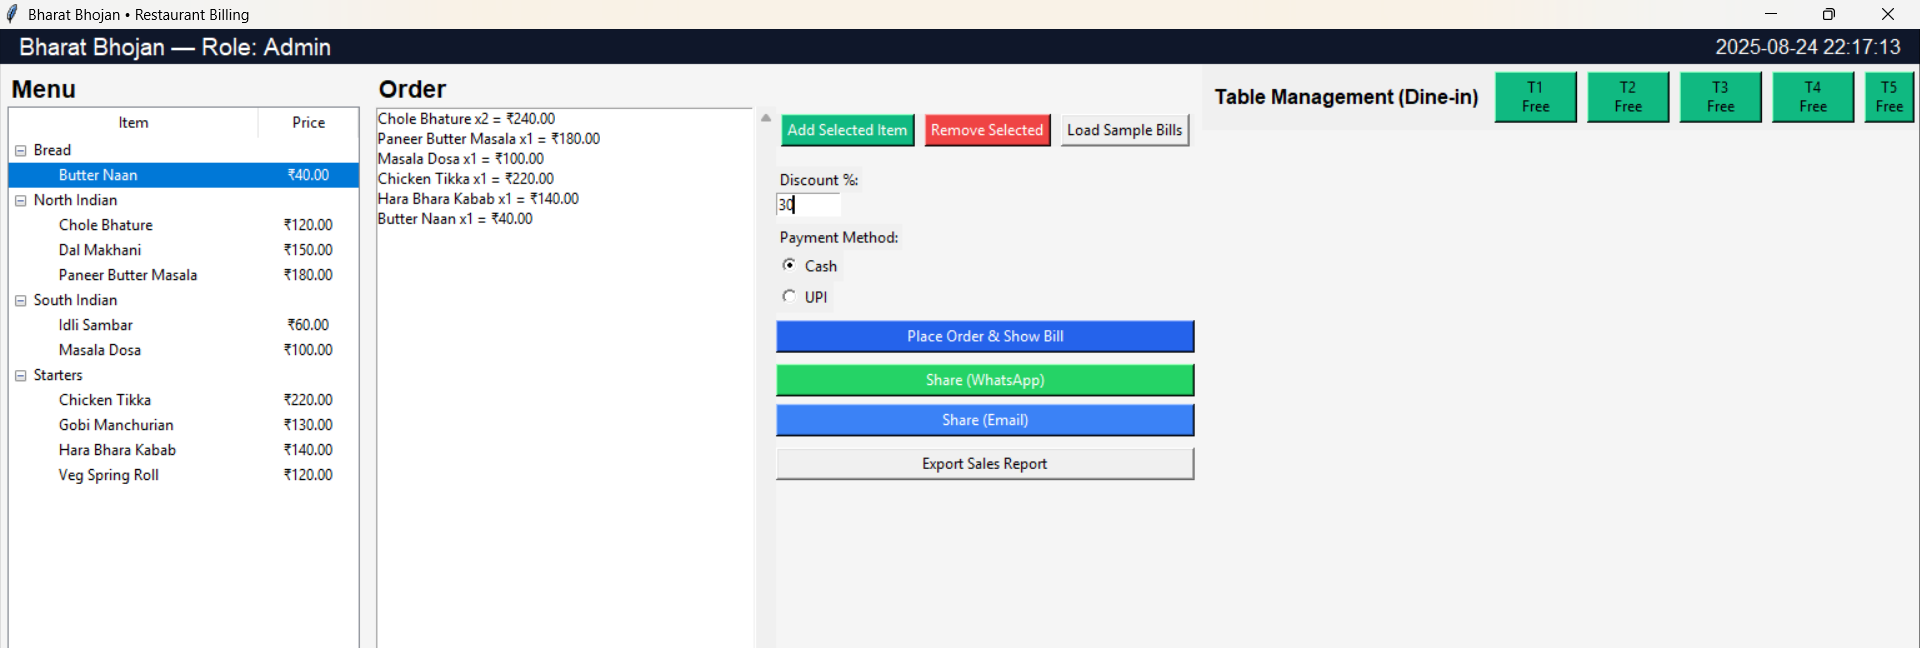 Bharat Bhojan • Restaurant Billing
Bharat Bhojan — Role: Admin
2025-08-24 22:17:13
Menu
Item Price
Bread
Butter Naan ₹40.00
North Indian
Chole Bhature ₹120.00
Dal Makhani ₹150.00
Paneer Butter Masala ₹180.00
South Indian
Idli Sambar ₹60.00
Masala Dosa ₹100.00
Starters
Chicken Tikka ₹220.00
Gobi Manchurian ₹130.00
Hara Bhara Kabab ₹140.00
Veg Spring Roll ₹120.00
Order
Chole Bhature x2 = ₹240.00
Paneer Butter Masala x1 = ₹180.00
Masala Dosa x1 = ₹100.00
Chicken Tikka x1 = ₹220.00
Hara Bhara Kabab x1 = ₹140.00
Butter Naan x1 = ₹40.00
Add Selected Item Remove Selected Load Sample Bills
Discount %:
30
Payment Method:
Cash
UPI
Place Order & Show Bill
Share (WhatsApp)
Share (Email)
Export Sales Report
Table Management (Dine-in)
T1
Free
T2
Free
T3
Free
T4
Free
T5
Free